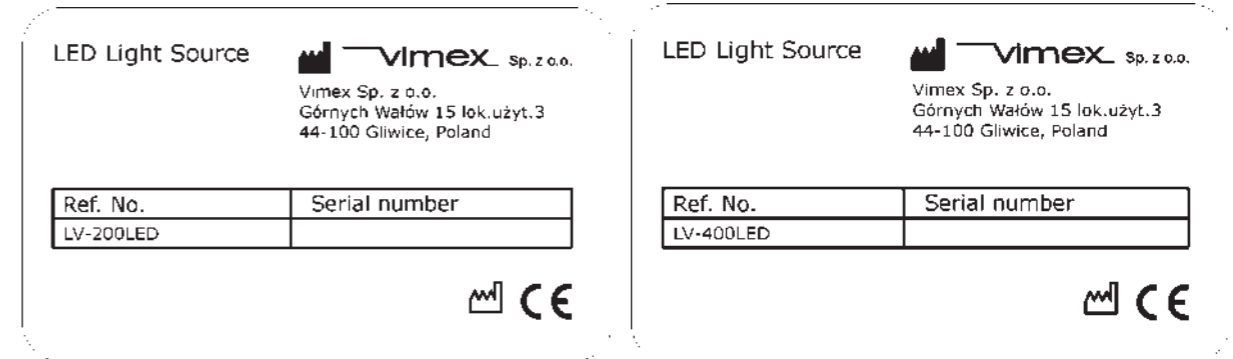 LED Light Source
vimex Sp. z o.o.
Vimex Sp. z o.o.
Górnych Wałów 15 lok.użyt.3
44-100 Gliwice, Poland
Ref. No. Serial number
LV-200LED
CE
LED Light Source
vimex Sp. z o.o.
Vimex Sp. z o.o.
Górnych Wałów 15 lok.użyt.3
44-100 Gliwice, Poland
Ref. No. Serial number
LV-400LED
CE